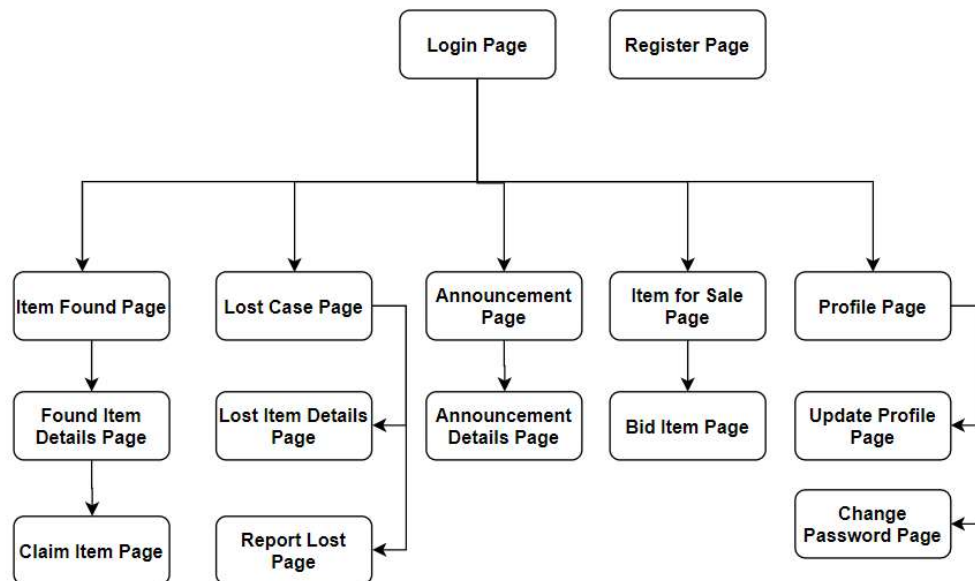 Login Page
Register Page
Item Found Page
Lost Case Page
Announcement
Page
Item for Sale
Page
Profile Page
Found Item
Details Page
Lost Item Details
Page
Announcement
Details Page
Bid Item Page
Update Profile
Page
Claim Item Page
Report Lost
Page
Change
Password Page